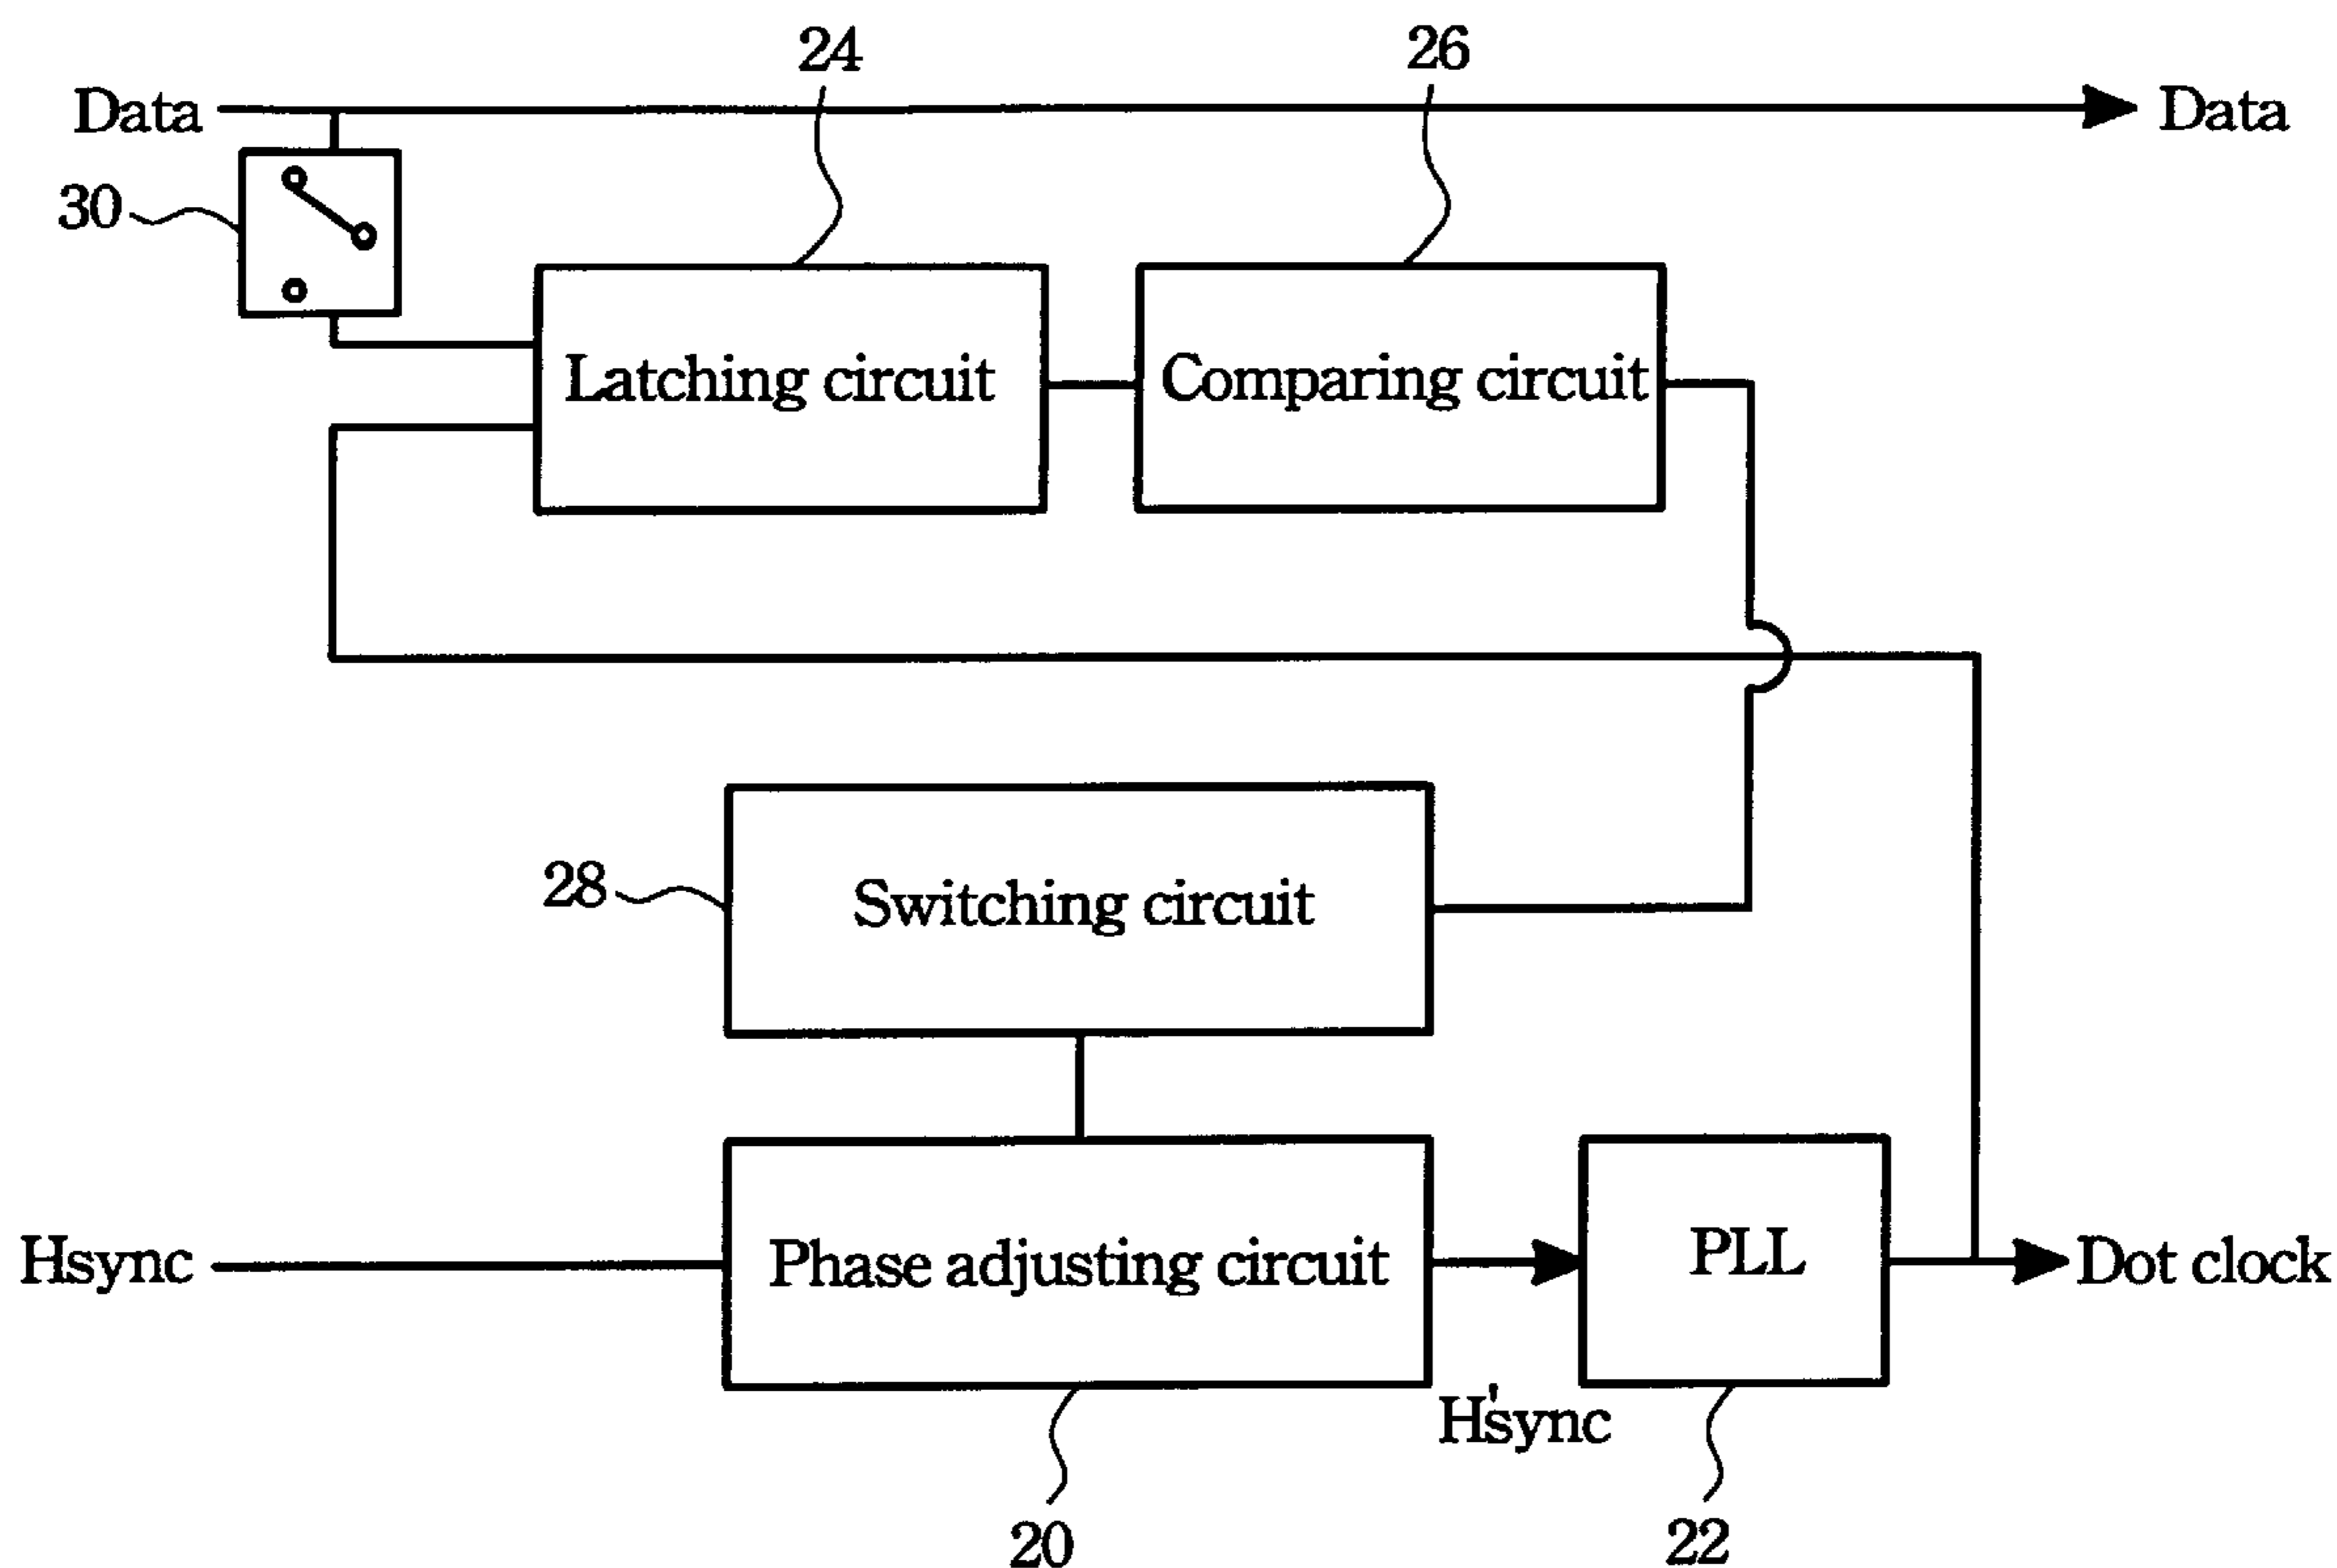 24
26
Data
Data
30
Latching circuit
Comparing circuit
28
Switching circuit
Hsync
Phase adjusting circuit
PLL
Dot clock
H'sync
20
22